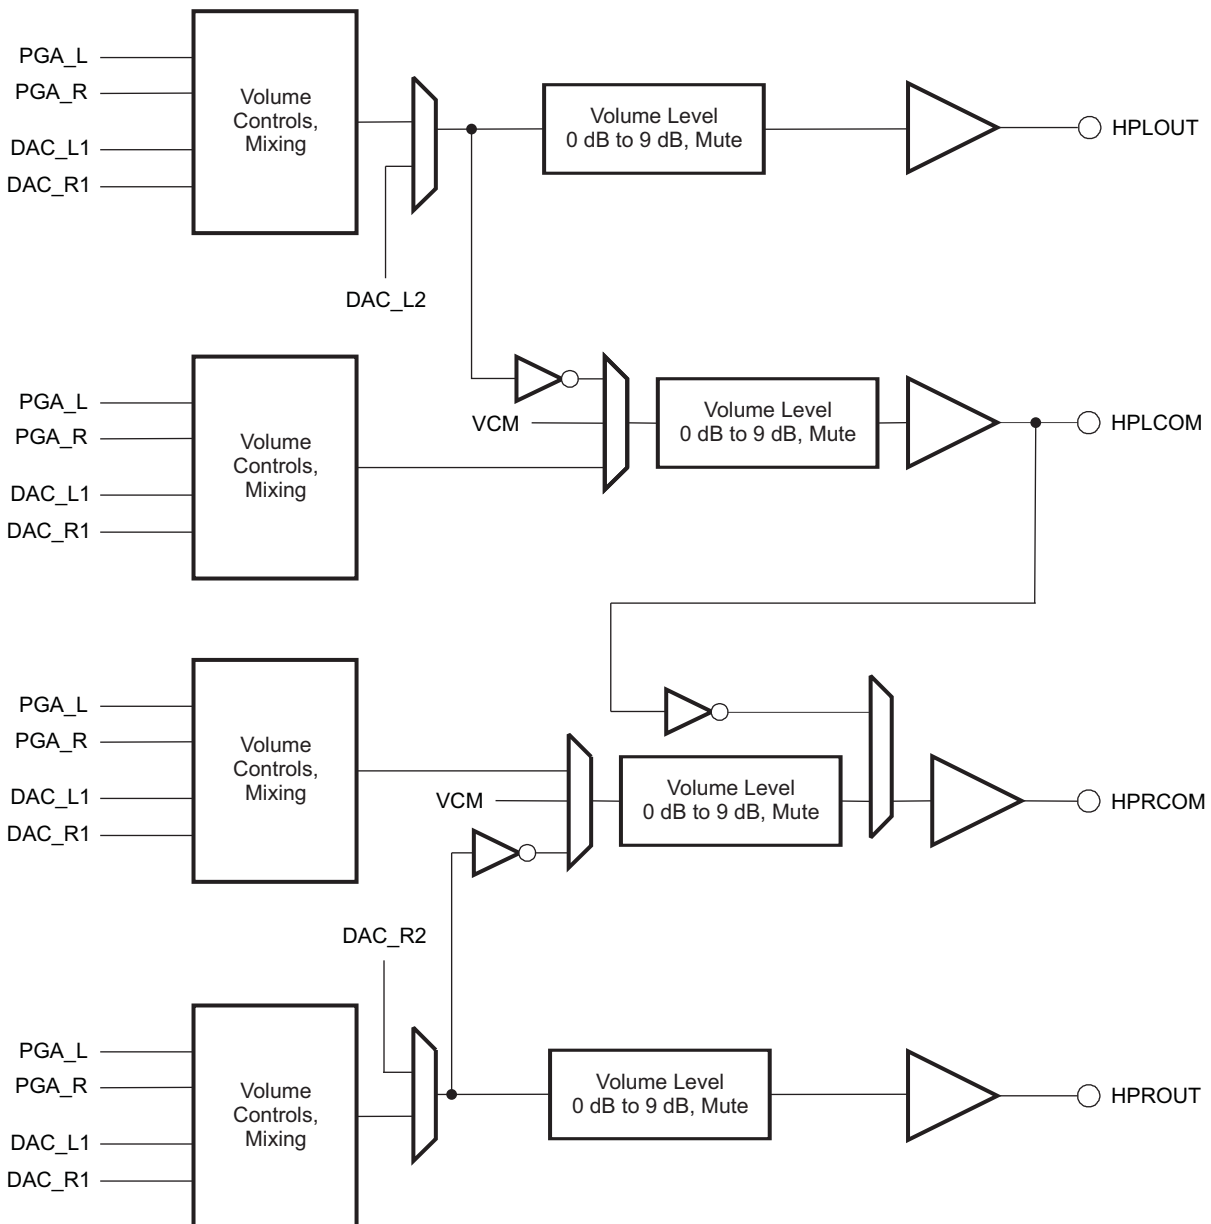 PGA_L
PGA_R
DAC_L1
DAC_R1
Volume
Controls,
Mixing
DAC_L2
Volume Level
0 dB to 9 dB, Mute
HPLOUT
PGA_L
PGA_R
DAC_L1
DAC_R1
Volume
Controls,
Mixing
VCM
Volume Level
0 dB to 9 dB, Mute
HPLCOM
PGA_L
PGA_R
DAC_L1
DAC_R1
Volume
Controls,
Mixing
VCM
Volume Level
0 dB to 9 dB, Mute
HPRCOM
DAC_R2
PGA_L
PGA_R
DAC_L1
DAC_R1
Volume
Controls,
Mixing
Volume Level
0 dB to 9 dB, Mute
HPROUT